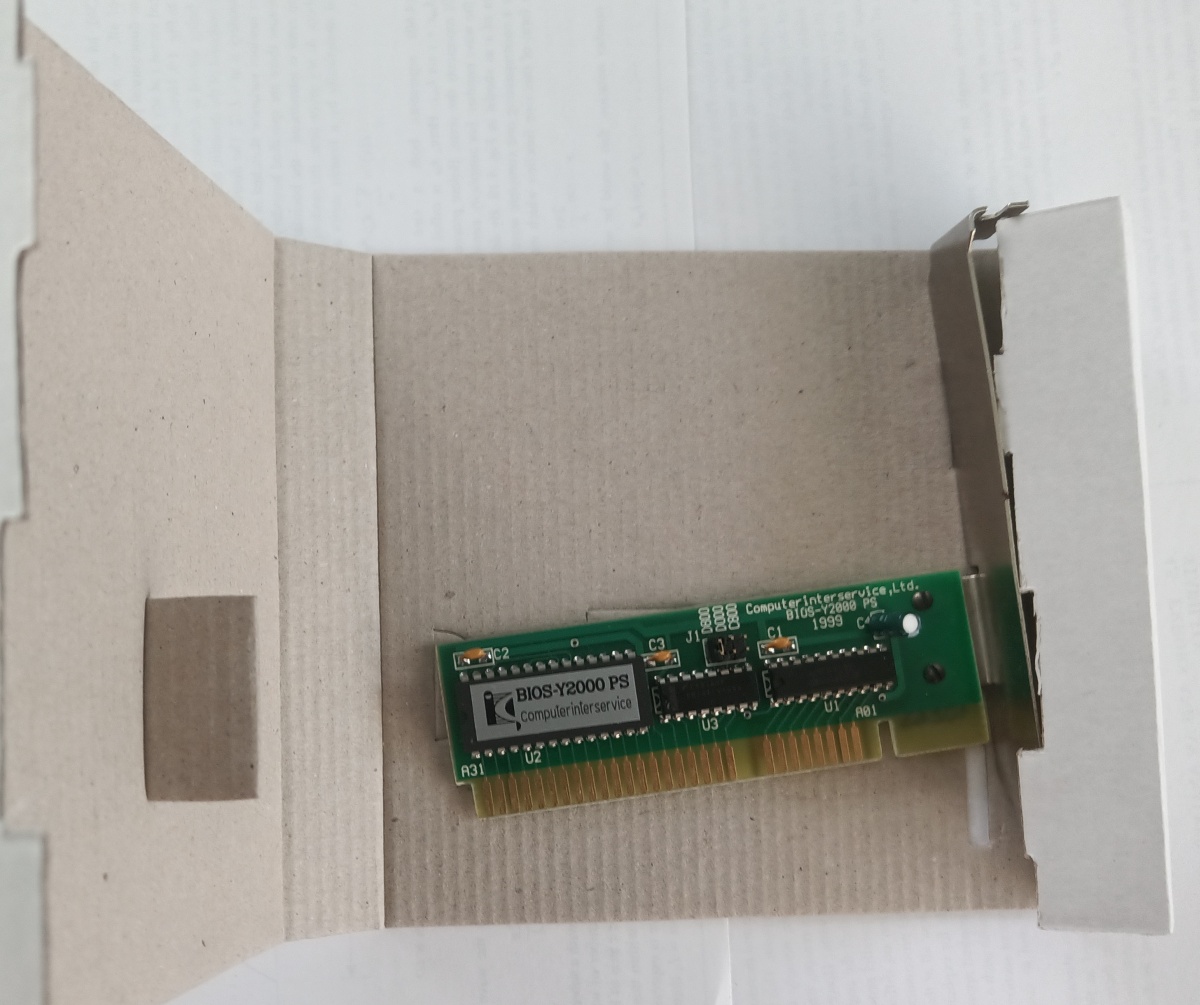 Computerinterservice,Ltd.
BIOS-Y2000 PS
1999
C4
D800
D000
C800
J1
C1
C3
C2
iC
BIOS-Y2000 PS
Computerinterservice
U3
U1
A01
U2
A31